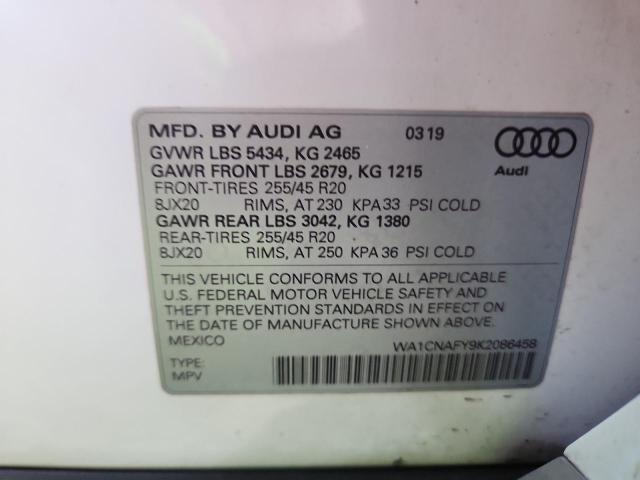 MFD. BY AUDI AG 0319
GVWR LBS 5434, KG 2465
GAWR FRONT LBS 2679, KG 1215
FRONT-TIRES 255/45 R20
8JX20 RIMS, AT 230 KPA 33 PSI COLD
GAWR REAR LBS 3042, KG 1380
REAR-TIRES 255/45 R20
8JX20 RIMS, AT 250 KPA 36 PSI COLD
Audi
THIS VEHICLE CONFORMS TO ALL APPLICABLE
U.S. FEDERAL MOTOR VEHICLE SAFETY AND
THEFT PREVENTION STANDARDS IN EFFECT ON
THE DATE OF MANUFACTURE SHOWN ABOVE.
MEXICO WA1CNAFY9K2086458
TYPE:
MPV